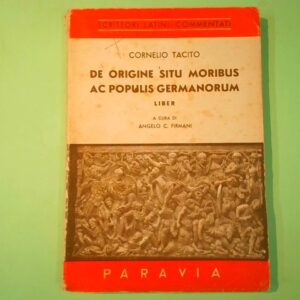 SCRITTORI LATINI COMMENTATI
CORNELIO TACITO
DE ORIGINE SITU MORIBUS
AC POPULIS GERMANORUM
LIBER
A CURA DI
ANGELO C. FIRMANI
PARAVIA